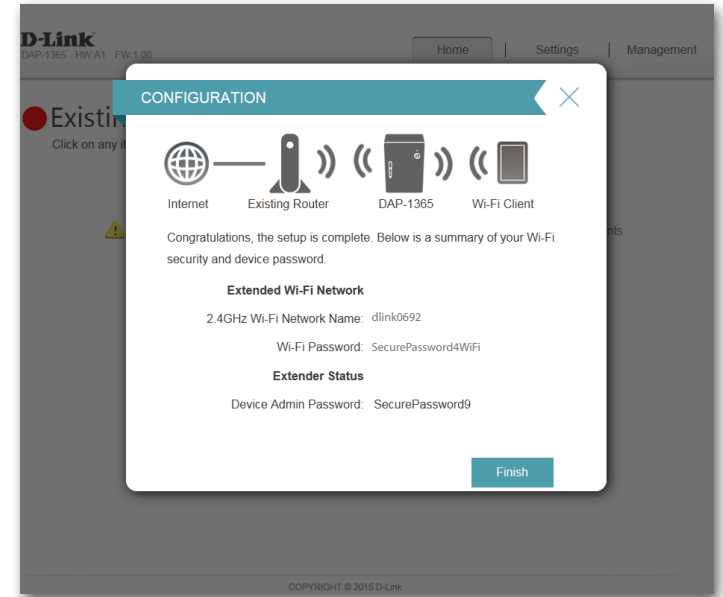 D-Link
DAP-1365 HW:A1 FW:1.00
Home | Settings | Management
CONFIGURATION
Click on any
Internet Existing Router DAP-1365 Wi-Fi Client
Congratulations, the setup is complete. Below is a summary of your Wi-Fi
security and device password.
Extended Wi-Fi Network
2.4GHz Wi-Fi Network Name: dlink0692
Wi-Fi Password: SecurePassword4WiFi
Extender Status
Device Admin Password: SecurePassword9
Finish
COPYRIGHT © 2015 D-Link